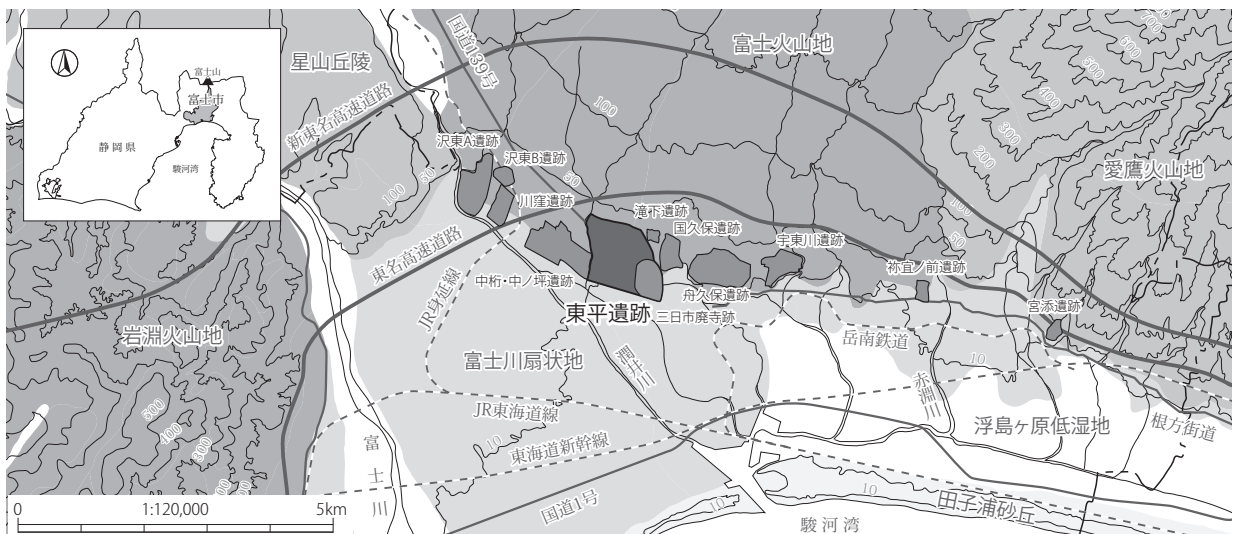 富士山
富士市
静岡県
駿河湾
星山丘陵
国道139号
富士火山地
新東名高速道路
愛鷹火山地
沢東A遺跡
沢東B遺跡
川窪遺跡
滝下遺跡
国久保遺跡
宇東川遺跡
祢宜ノ前遺跡
東名高速道路
中桁・中ノ坪遺跡
舟久保遺跡
東平遺跡
三日市廃寺跡
宮添遺跡
JR身延線
岩淵火山地
富士川扇状地
潤井川
岳南鉄道
赤淵川
JR東海道線
東海道新幹線
浮島ヶ原低湿地
根方街道
富士川
国道1号
田子浦砂丘
駿河湾
100
100
50
50
50
100
200
300
400
500
600
700
10
10
10
10
300
400
500
0
1:120,000
5km